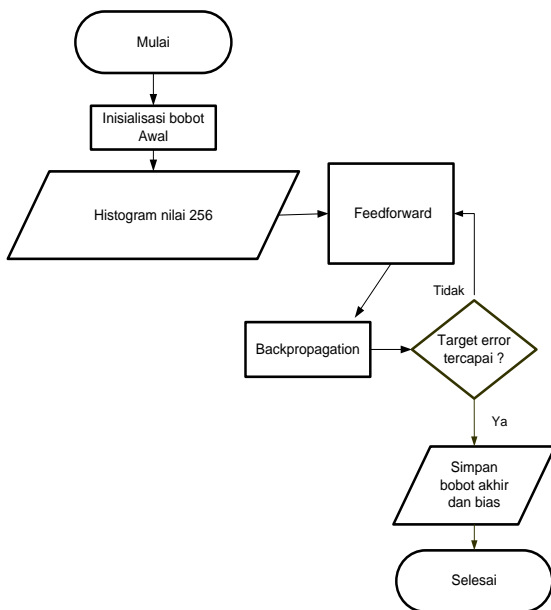 Mulai
Inisialisasi bobot
Awal
Histogram nilai 256
Feedforward
Tidak
Backpropagation
Target error
tercapai ?
Ya
Simpan
bobot akhir
dan bias
Selesai